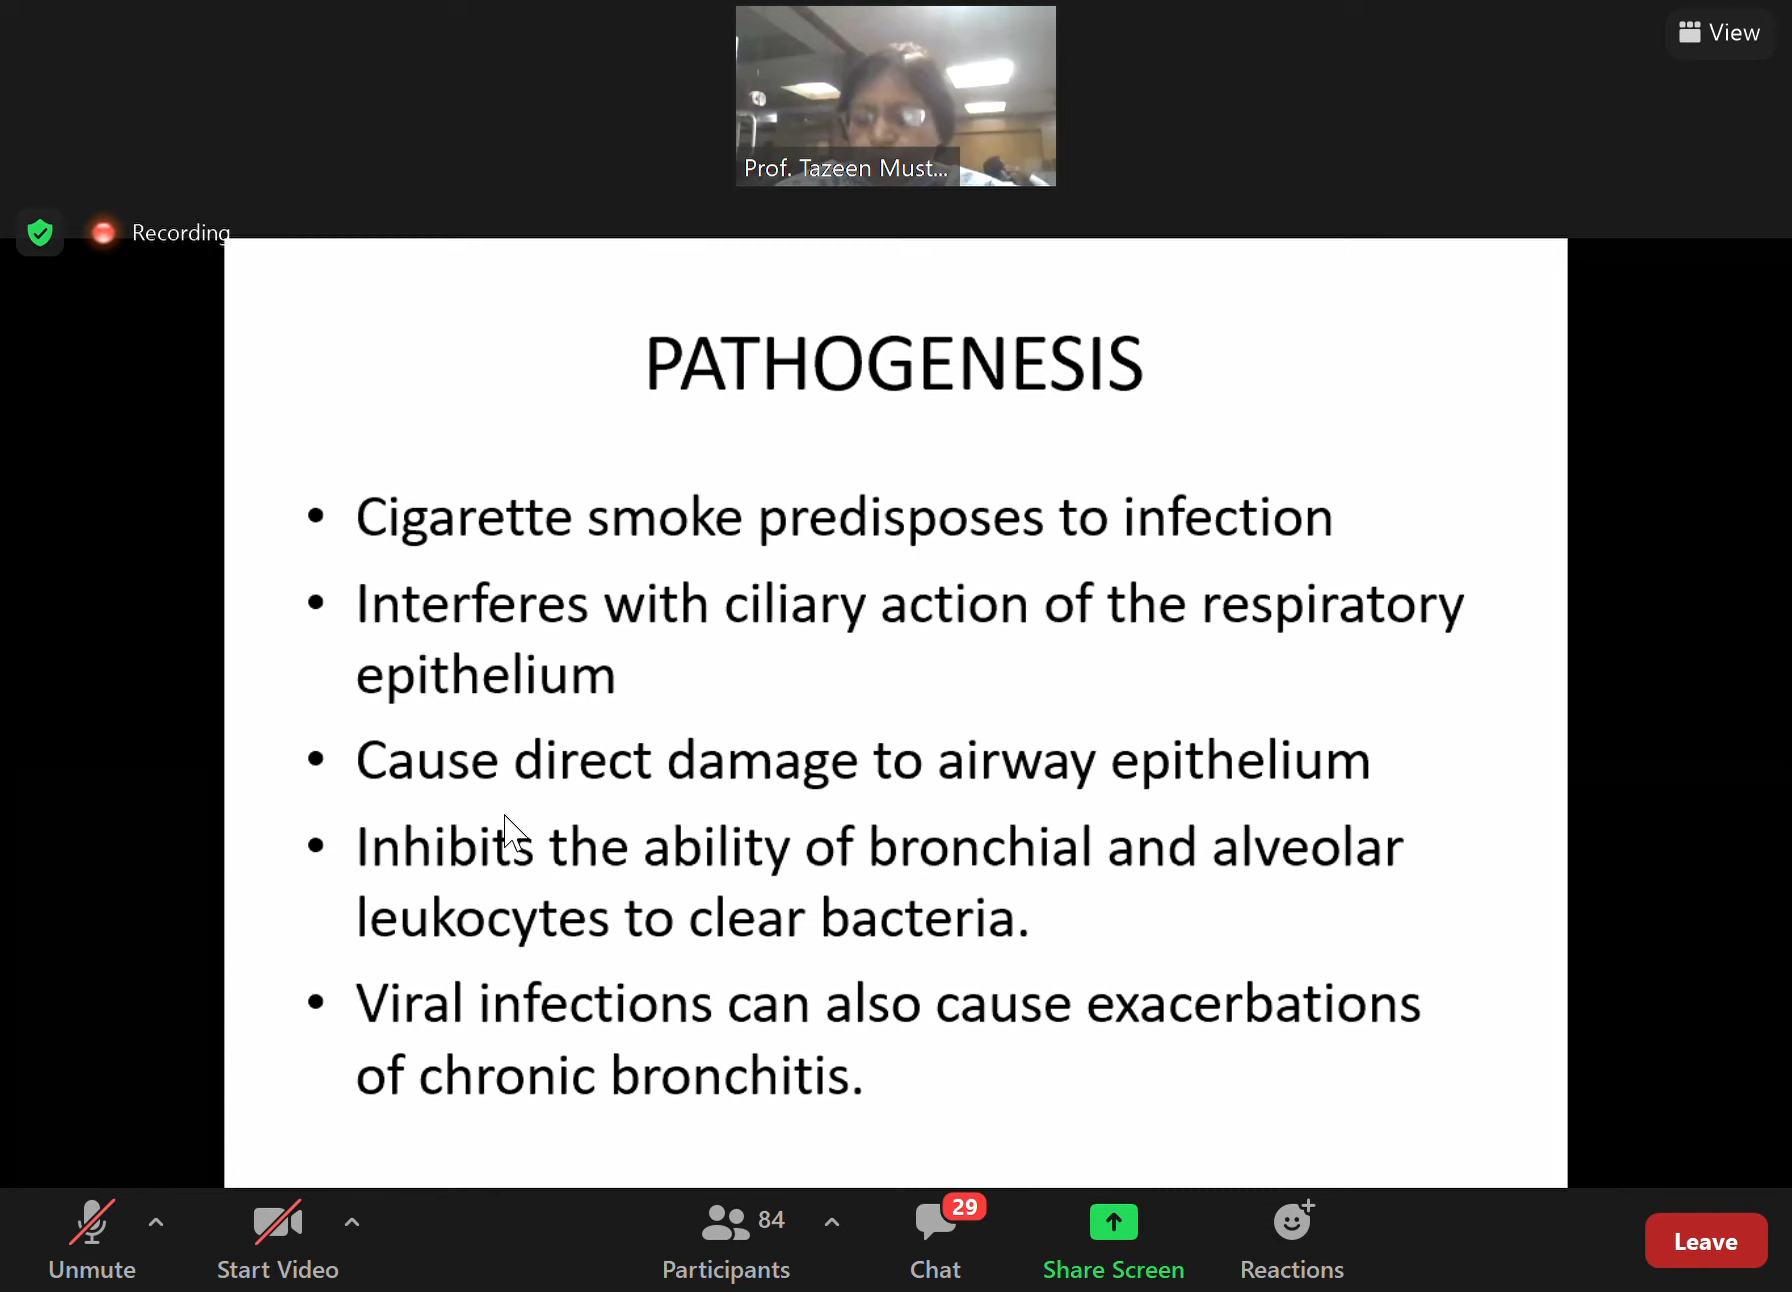 View
Prof. Tazeen Must...
Recording
PATHOGENESIS
• Cigarette smoke predisposes to infection
• Interferes with ciliary action of the respiratory
epithelium
• Cause direct damage to airway epithelium
• Inhibits the ability of bronchial and alveolar
leukocytes to clear bacteria.
• Viral infections can also cause exacerbations
of chronic bronchitis.
84
29
Unmute
Start Video
Participants
Chat
Share Screen
Reactions
Leave